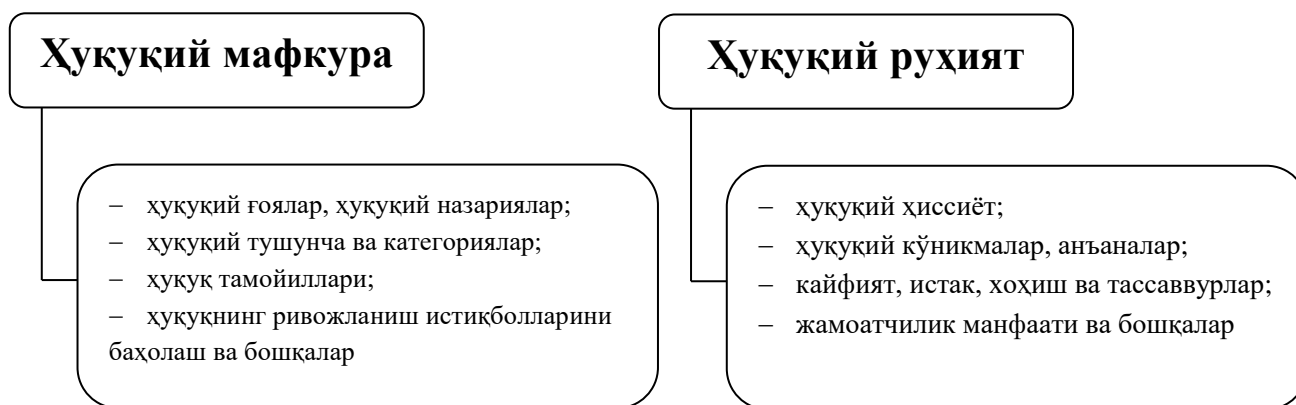 Ҳуқуқий мафкура
– ҳуқуқий ғоялар, ҳуқуқий назариялар;
– ҳуқуқий тушунча ва категориялар;
– ҳуқуқ тамойиллари;
– ҳуқуқнинг ривожланиш истиқболларини
баҳолаш ва бошқалар
Ҳуқуқий руҳият
– ҳуқуқий ҳиссиёт;
– ҳуқуқий кўникмалар, анъаналар;
– кайфият, истак, хоҳиш ва тассаввурлар;
– жамоатчилик манфаати ва бошқалар